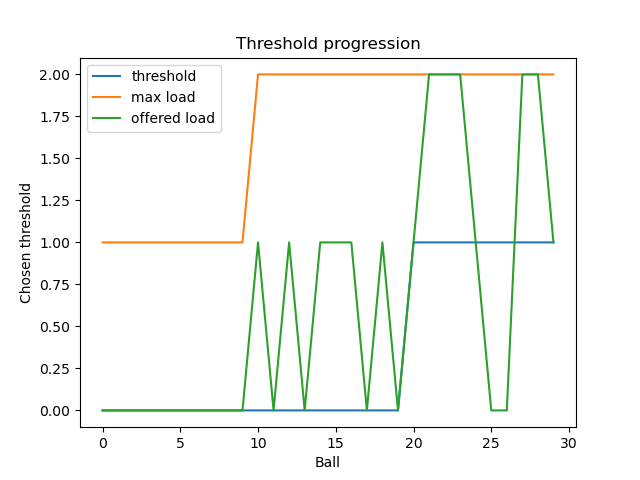 Threshold progression
threshold
max load
offered load
2.00
1.75
1.50
1.25
1.00
0.75
0.50
0.25
0.00
Chosen threshold
0 5 10 15 20 25 30
Ball